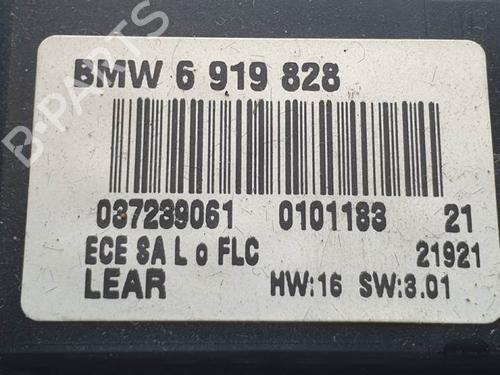 BMW 6 919 828
037239061 0101183 21
ECE SA L o FLC 21921
LEAR HW:16 SW:3.01
B-PARTS